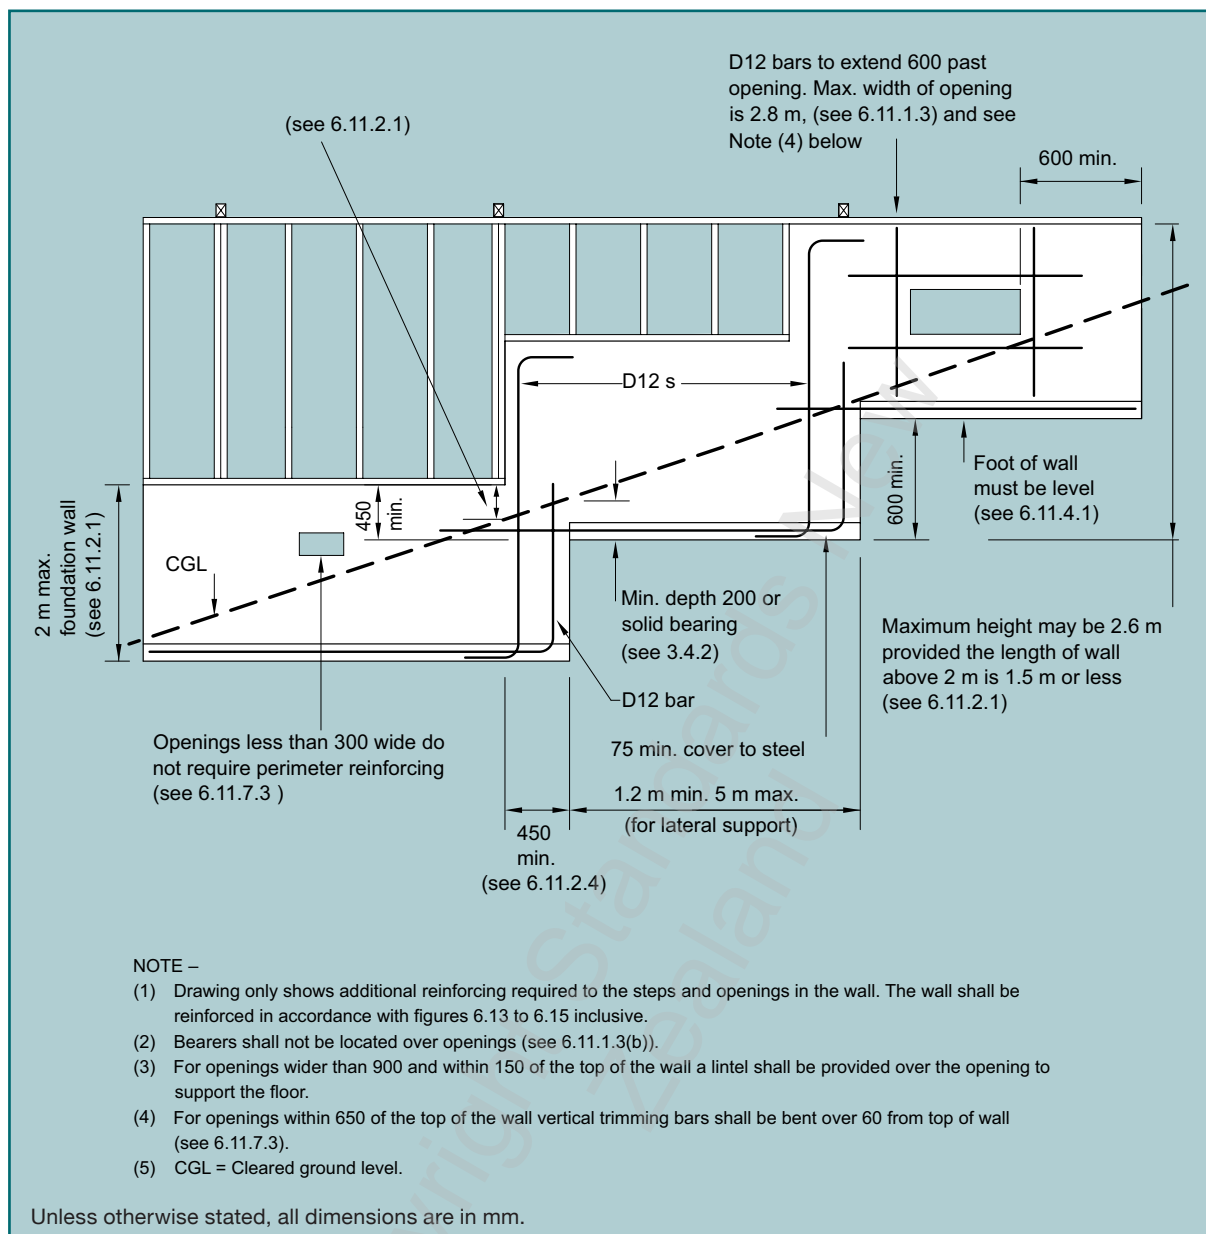 D12 bars to extend 600 past
opening. Max. width of opening
is 2.8 m, (see 6.11.1.3) and see
Note (4) below
(see 6.11.2.1)
600 min.
D12 s
450
min.
600 min.
Foot of wall
must be level
(see 6.11.4.1)
2 m max.
foundation wall
(see 6.11.2.1)
CGL
Min. depth 200 or
solid bearing
(see 3.4.2)
Maximum height may be 2.6 m
provided the length of wall
above 2 m is 1.5 m or less
(see 6.11.2.1)
D12 bar
Openings less than 300 wide do
not require perimeter reinforcing
(see 6.11.7.3 )
75 min. cover to steel
1.2 m min. 5 m max.
(for lateral support)
450
min.
(see 6.11.2.4)
NOTE –
(1) Drawing only shows additional reinforcing required to the steps and openings in the wall. The wall shall be
reinforced in accordance with figures 6.13 to 6.15 inclusive.
(2) Bearers shall not be located over openings (see 6.11.1.3(b)).
(3) For openings wider than 900 and within 150 of the top of the wall a lintel shall be provided over the opening to
support the floor.
(4) For openings within 650 of the top of the wall vertical trimming bars shall be bent over 60 from top of wall
(see 6.11.7.3).
(5) CGL = Cleared ground level.
Unless otherwise stated, all dimensions are in mm.
Standards New
Zealand